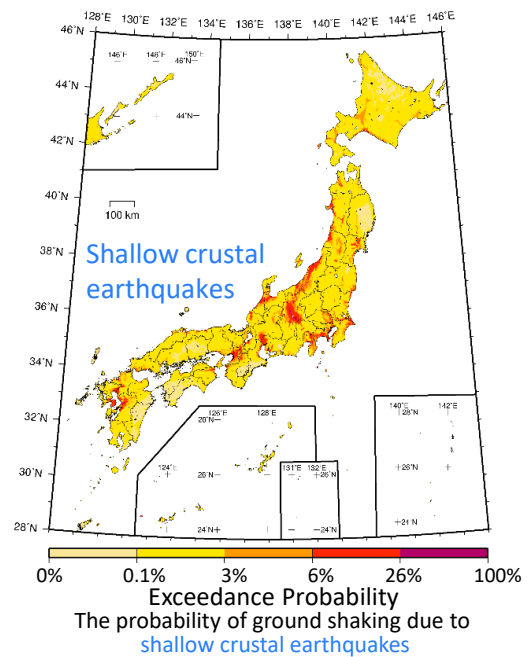 128˚E 130˚E 132˚E 134˚E 136˚E 138˚E 140˚E 142˚E 144˚E 146˚E
46˚N
146˚E 148˚E 150˚E
46˚N
44˚N
44˚N
42˚N
40˚N
100 km
38˚N
Shallow crustal
earthquakes
36˚N
34˚N
32˚N
126˚E 128˚E
140˚E 142˚E
28˚N
124˚E
26˚N
131˚E 132˚E
26˚N
26˚N
30˚N
24˚N
24˚N
28˚N
0% 0.1% 3% 6% 26% 100%
Exceedance Probability
The probability of ground shaking due to
shallow crustal earthquakes